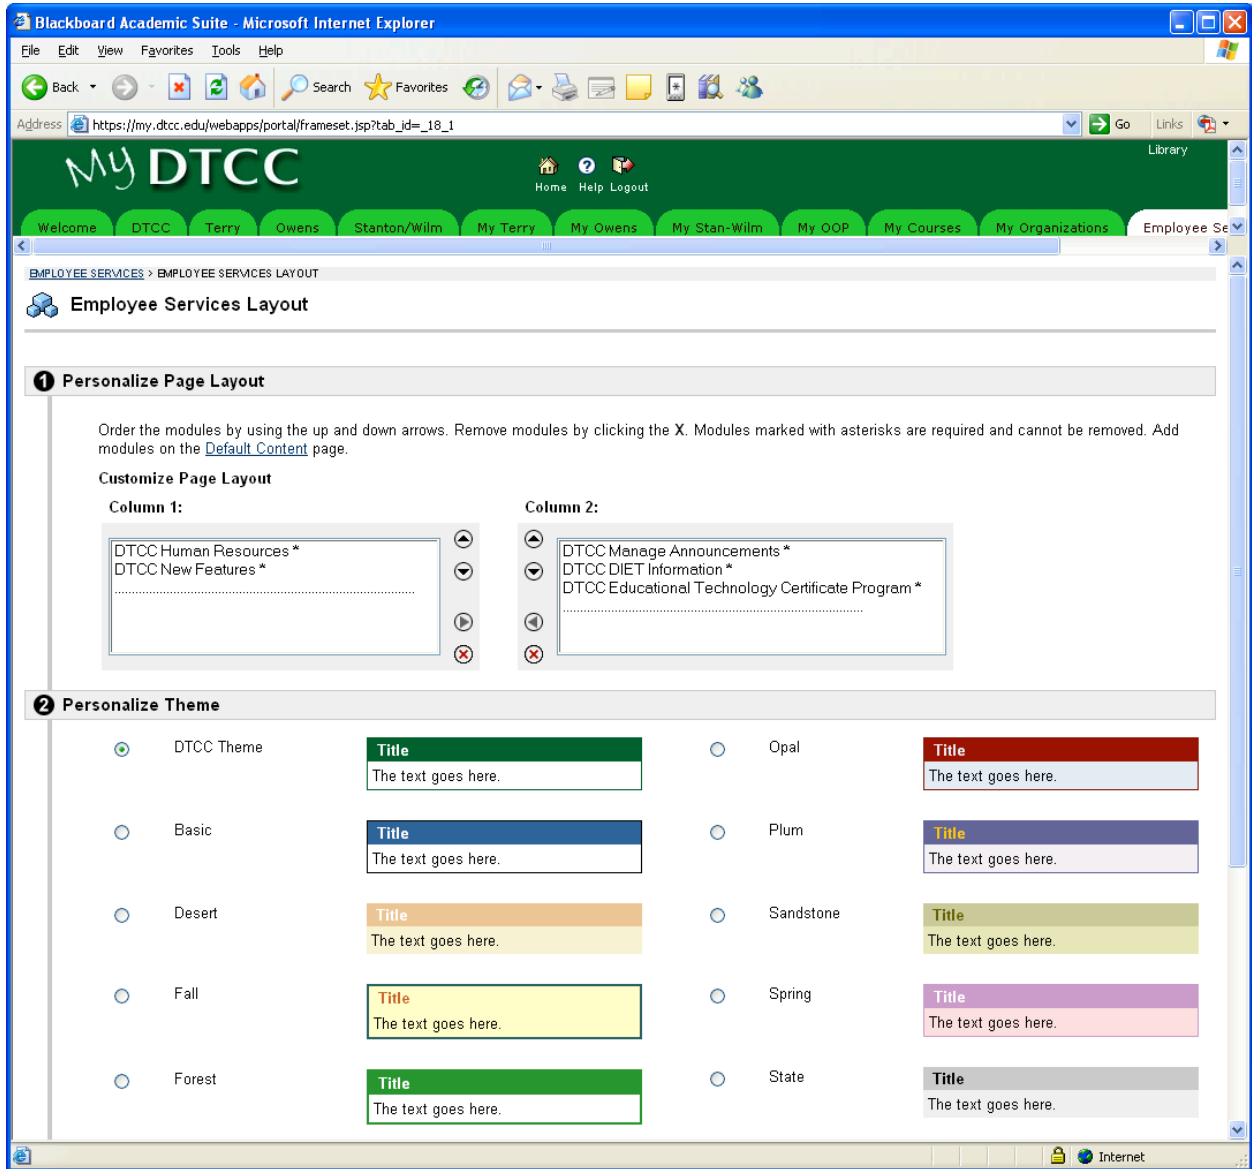 Blackboard Academic Suite - Microsoft Internet Explorer
File Edit View Favorites Tools Help
Back Search Favorites
Address https://my.dtcc.edu/webapps/portal/frameset.jsp?tab_id=_18_1 Go Links
My DTCC
Library
Home Help Logout
Welcome DTCC Terry Owens Stanton/Wilm My Terry My Owens My Stan-Wilm My OOP My Courses My Organizations Employee Se
EMPLOYEE SERVICES > EMPLOYEE SERVICES LAYOUT
Employee Services Layout
1 Personalize Page Layout
Order the modules by using the up and down arrows. Remove modules by clicking the X. Modules marked with asterisks are required and cannot be removed. Add
modules on the Default Content page.
Customize Page Layout
Column 1:
DTCC Human Resources *
DTCC New Features *
Column 2:
DTCC Manage Announcements *
DTCC DIET Information *
DTCC Educational Technology Certificate Program *
2 Personalize Theme
DTCC Theme
Title
The text goes here.
Opal
Title
The text goes here.
Basic
Title
The text goes here.
Plum
Title
The text goes here.
Desert
Title
The text goes here.
Sandstone
Title
The text goes here.
Fall
Title
The text goes here.
Spring
Title
The text goes here.
Forest
Title
The text goes here.
State
Title
The text goes here.
Internet